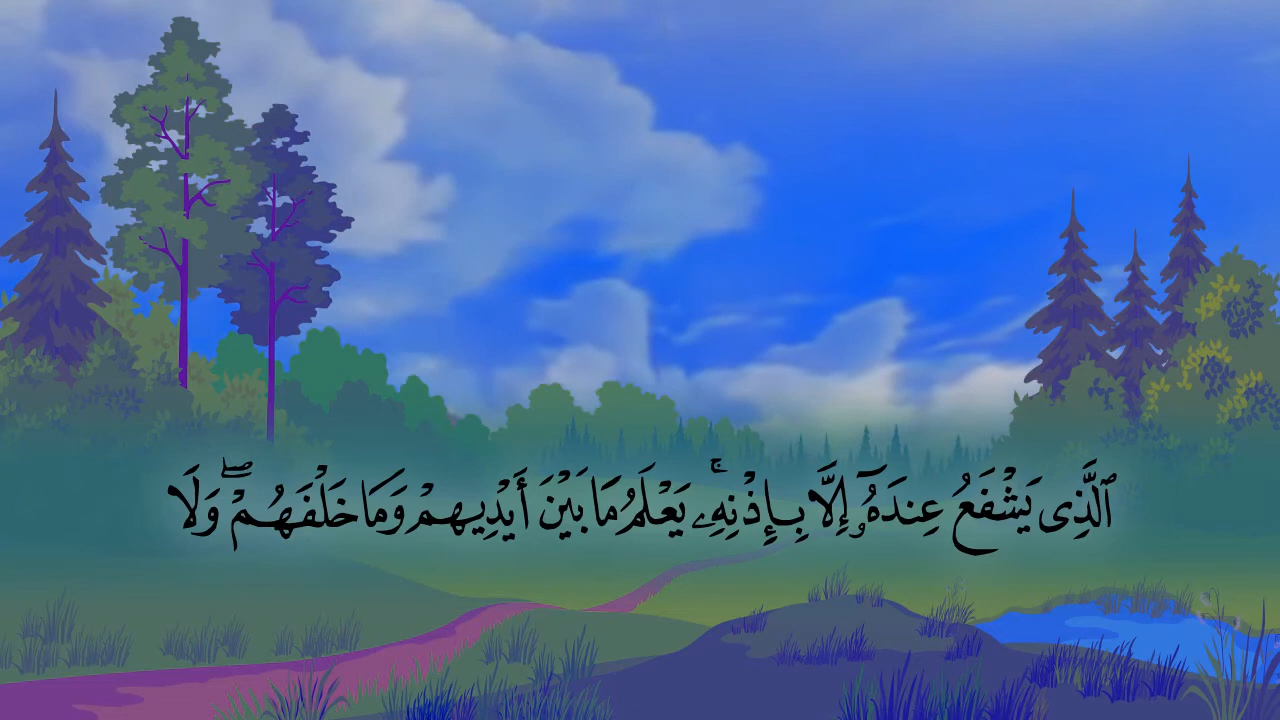 ٱلَّذِى يَشْفَعُ عِندَهُۥٓ إِلَّا بِإِذْنِهِۦ ۚ يَعْلَمُ مَا بَيْنَ أَيْدِيهِمْ وَمَا خَلْفَهُمْ ۖ وَلَا